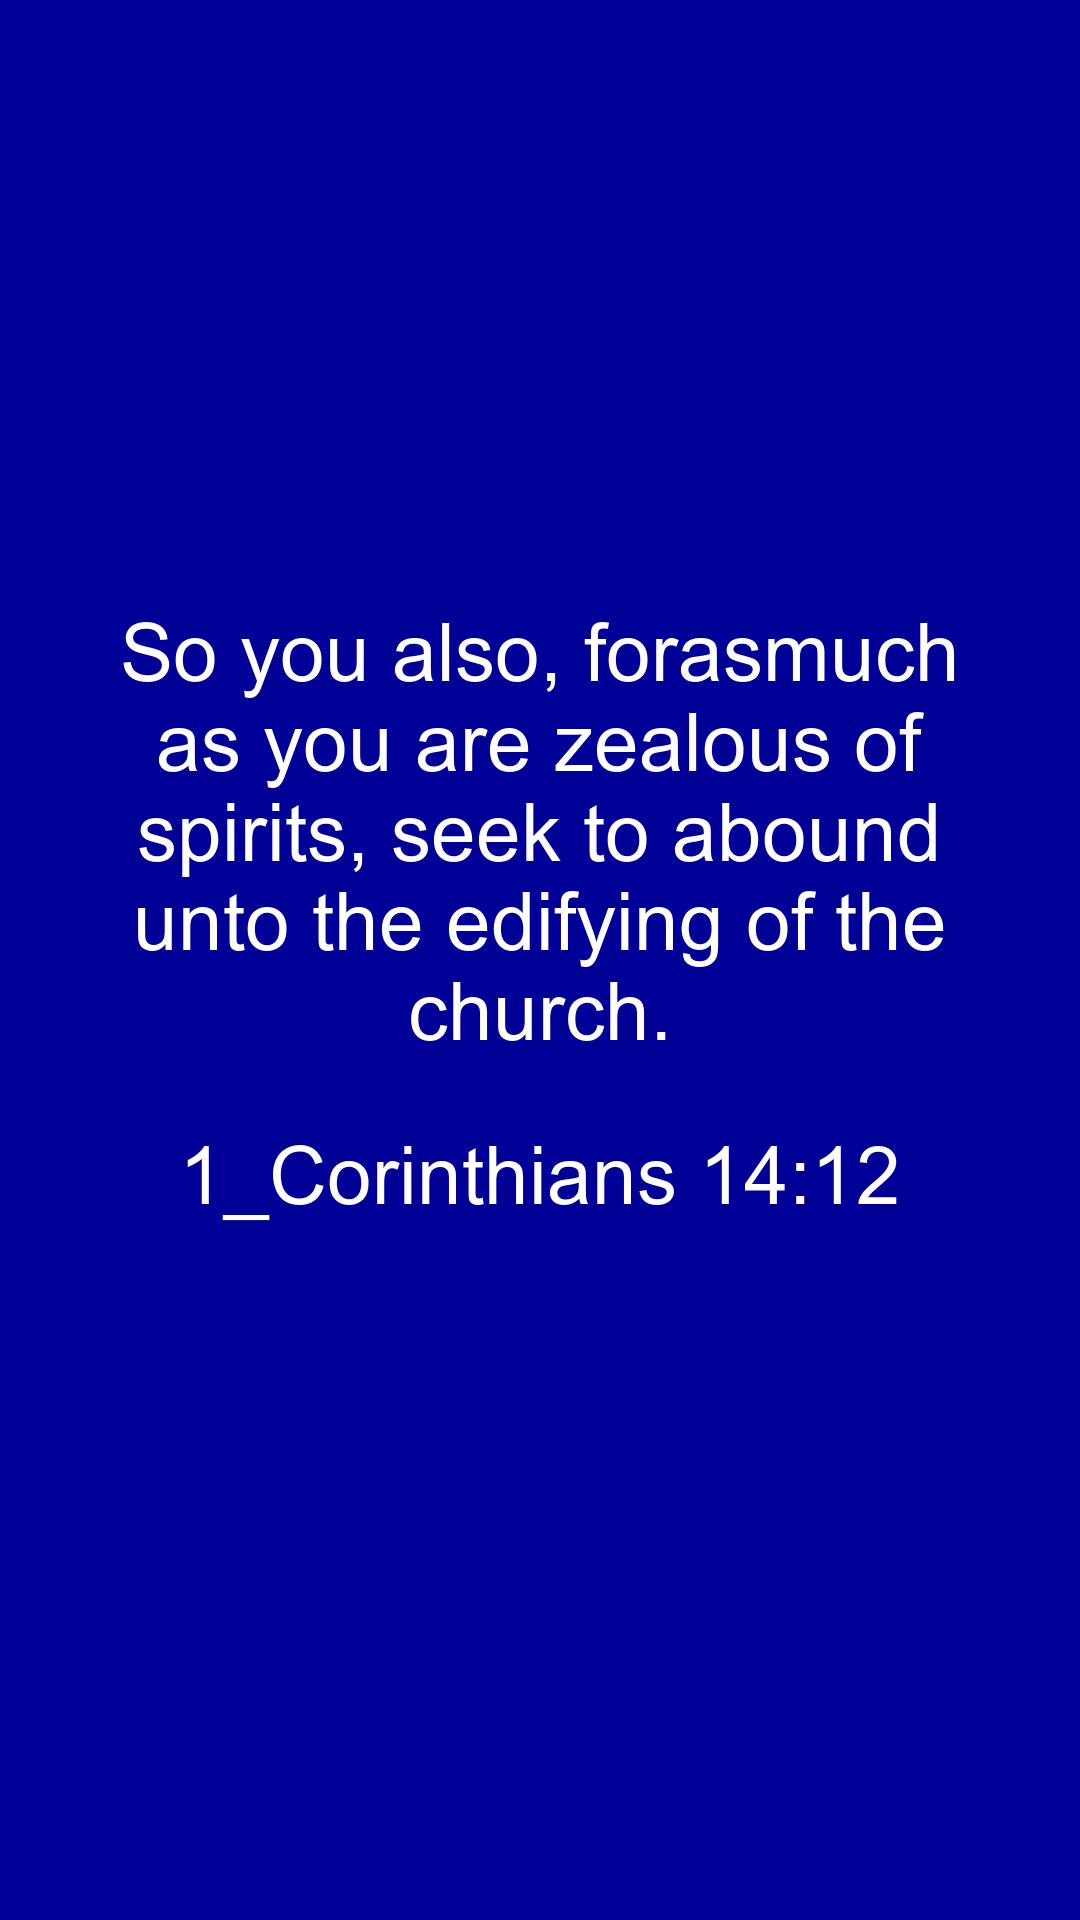 So you also, forasmuch
as you are zealous of
spirits, seek to abound
unto the edifying of the
church.
1_Corinthians 14:12